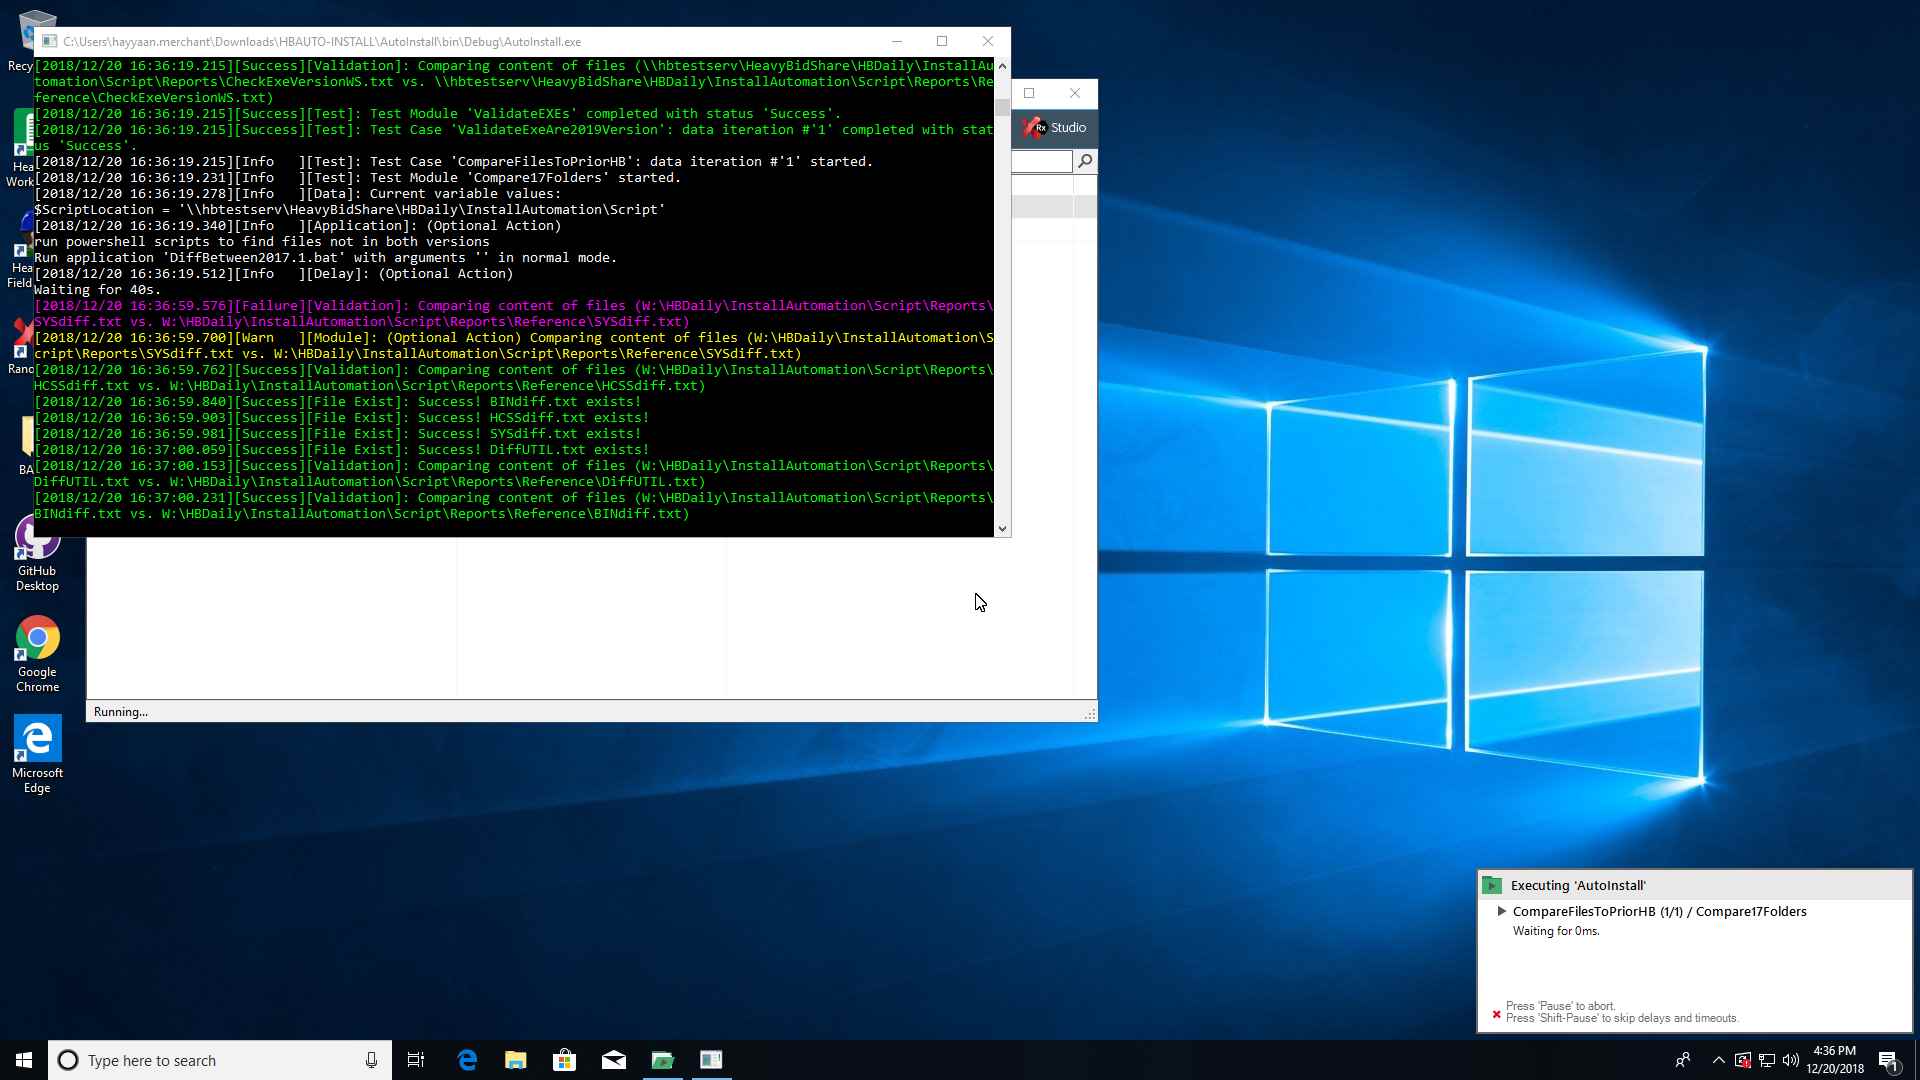 Recy
C:\Users\hayyaan.merchant\Downloads\HBAUTO-INSTALL\AutoInstall\bin\Debug\AutoInstall.exe
[2018/12/20 16:36:19.215][Success][Validation]: Comparing content of files (\\hbtestserv\HeavyBidShare\HBDaily\InstallAu
tomation\Script\Reports\CheckExeVersionWS.txt vs. \\hbtestserv\HeavyBidShare\HBDaily\InstallAutomation\Script\Reports\Re
ference\CheckExeVersionWS.txt)
[2018/12/20 16:36:19.215][Success][Test]: Test Module 'ValidateEXEs' completed with status 'Success'.
[2018/12/20 16:36:19.215][Success][Test]: Test Case 'ValidateExeAre2019Version': data iteration #'1' completed with stat
us 'Success'.
[2018/12/20 16:36:19.215][Info   ][Test]: Test Case 'CompareFilesToPriorHB': data iteration #'1' started.
[2018/12/20 16:36:19.231][Info   ][Test]: Test Module 'Compare17Folders' started.
[2018/12/20 16:36:19.278][Info   ][Data]: Current variable values:
$ScriptLocation = '\\hbtestserv\HeavyBidShare\HBDaily\InstallAutomation\Script'
[2018/12/20 16:36:19.340][Info   ][Application]: (Optional Action)
run powershell scripts to find files not in both versions
Run application 'DiffBetween2017.1.bat' with arguments '' in normal mode.
[2018/12/20 16:36:19.512][Info   ][Delay]: (Optional Action)
Waiting for 40s.
[2018/12/20 16:36:59.576][Failure][Validation]: Comparing content of files (W:\HBDaily\InstallAutomation\Script\Reports\
SYSdiff.txt vs. W:\HBDaily\InstallAutomation\Script\Reports\Reference\SYSdiff.txt)
[2018/12/20 16:36:59.700][Warn   ][Module]: (Optional Action) Comparing content of files (W:\HBDaily\InstallAutomation\S
cript\Reports\SYSdiff.txt vs. W:\HBDaily\InstallAutomation\Script\Reports\Reference\SYSdiff.txt)
[2018/12/20 16:36:59.762][Success][Validation]: Comparing content of files (W:\HBDaily\InstallAutomation\Script\Reports\
HCSSdiff.txt vs. W:\HBDaily\InstallAutomation\Script\Reports\Reference\HCSSdiff.txt)
[2018/12/20 16:36:59.840][Success][File Exist]: Success! BINdiff.txt exists!
[2018/12/20 16:36:59.903][Success][File Exist]: Success! HCSSdiff.txt exists!
[2018/12/20 16:36:59.981][Success][File Exist]: Success! SYSdiff.txt exists!
[2018/12/20 16:37:00.059][Success][File Exist]: Success! DiffUTIL.txt exists!
[2018/12/20 16:37:00.153][Success][Validation]: Comparing content of files (W:\HBDaily\InstallAutomation\Script\Reports\
DiffUTIL.txt vs. W:\HBDaily\InstallAutomation\Script\Reports\Reference\DiffUTIL.txt)
[2018/12/20 16:37:00.231][Success][Validation]: Comparing content of files (W:\HBDaily\InstallAutomation\Script\Reports\
BINdiff.txt vs. W:\HBDaily\InstallAutomation\Script\Reports\Reference\BINdiff.txt)
Rx Studio
Hea
Work
Hea
Field
Rano
BA
GitHub
Desktop
Google
Chrome
Microsoft
Edge
Running...
Executing 'AutoInstall'
CompareFilesToPriorHB (1/1) / Compare17Folders
Waiting for 0ms.
Press 'Pause' to abort.
Press 'Shift-Pause' to skip delays and timeouts.
Type here to search
4:36 PM
12/20/2018
1